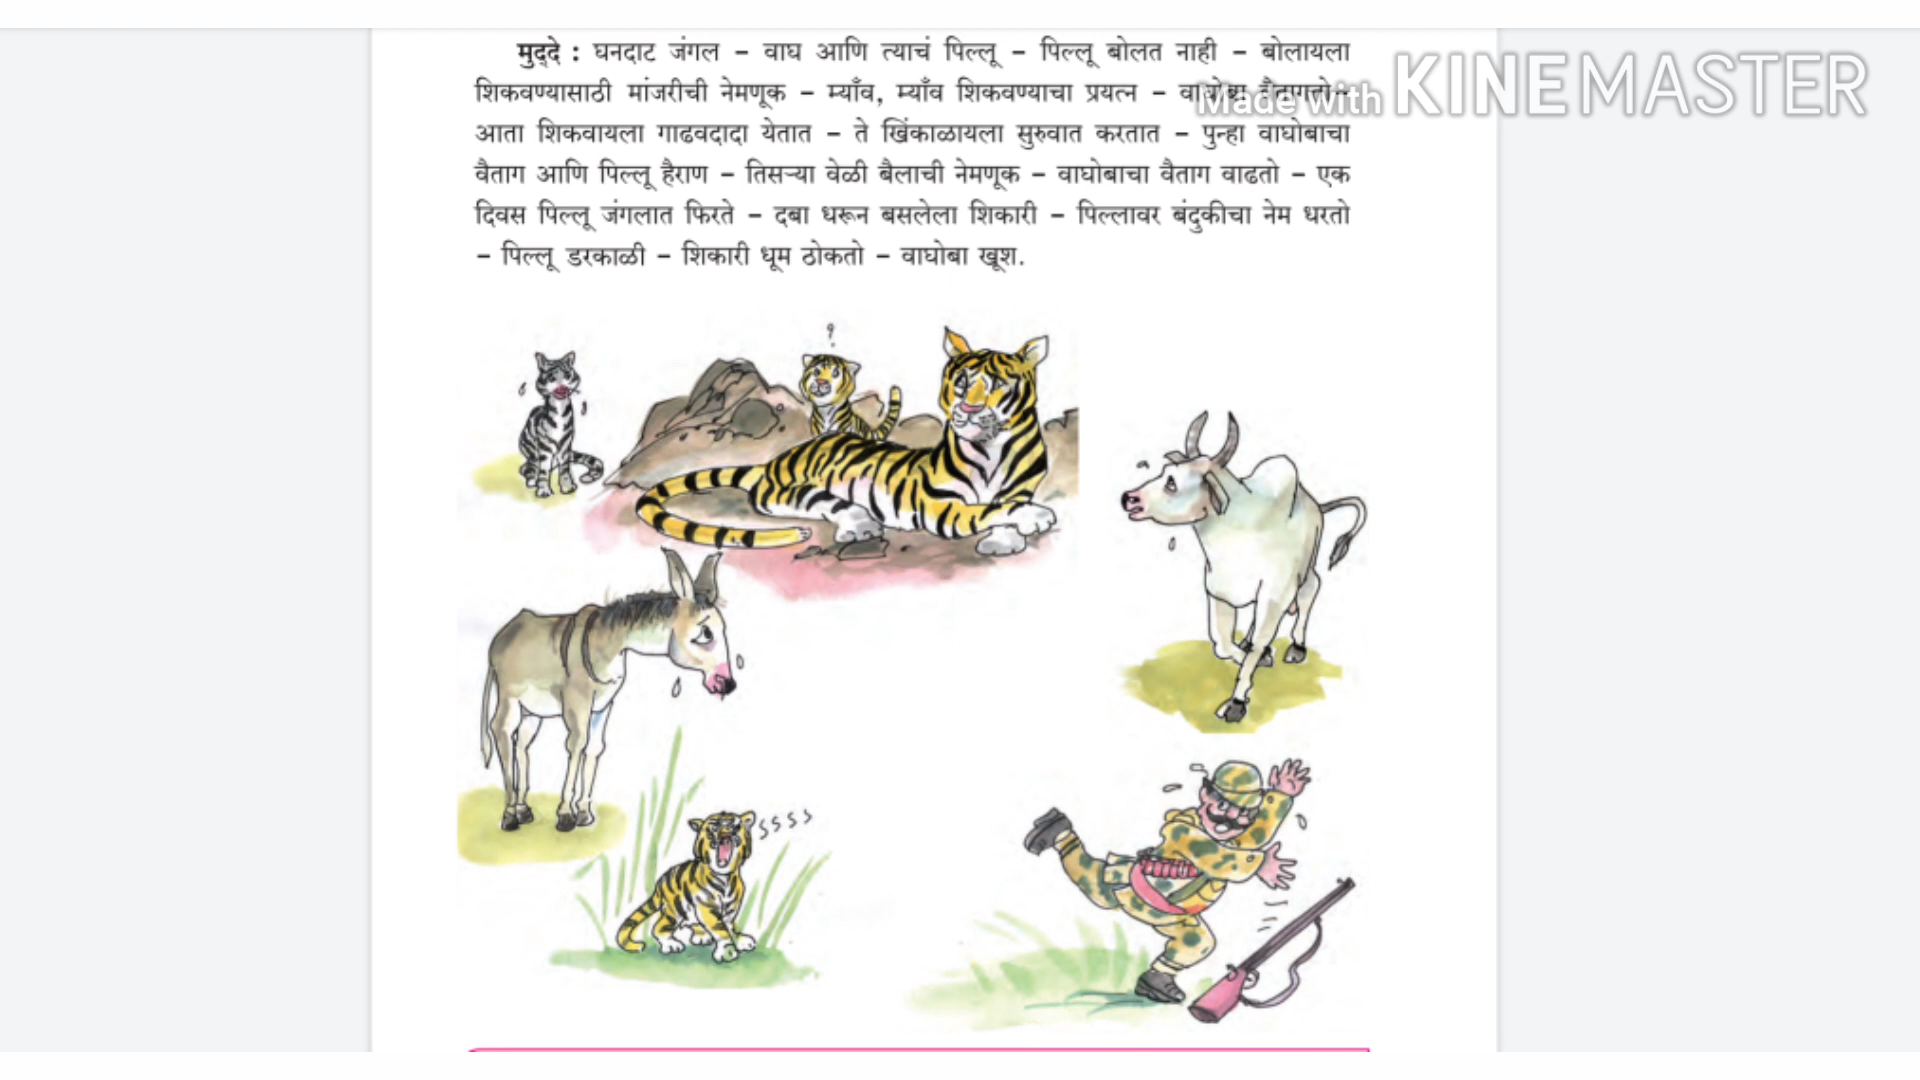 मुद्दे : घनदाट जंगल – वाघ आणि त्याचं पिल्लू – पिल्लू बोलत नाही – बोलायला
शिकवण्यासाठी मांजरीची नेमणूक – म्याँव, म्याँव शिकवण्याचा प्रयत्न – वाघोबा वैतागतो –
Made with KINEMASTER
आता शिकवायला गाढवदादा येतात – ते खिंकाळायला सुरुवात करतात – पुन्हा वाघोबाचा
वैताग आणि पिल्लू हैराण – तिसऱ्या वेळी बैलाची नेमणूक – वाघोबाचा वैताग वाढतो – एक
दिवस पिल्लू जंगलात फिरते – दबा धरून बसलेला शिकारी – पिल्लावर बंदुकीचा नेम धरतो
– पिल्लू डरकाळी – शिकारी धूम ठोकतो – वाघोबा खूश.
?
ssss